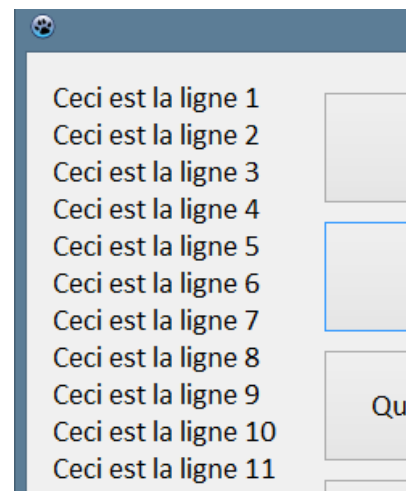 Ceci est la ligne 1
Ceci est la ligne 2
Ceci est la ligne 3
Ceci est la ligne 4
Ceci est la ligne 5
Ceci est la ligne 6
Ceci est la ligne 7
Ceci est la ligne 8
Ceci est la ligne 9
Qu
Ceci est la ligne 10
Ceci est la ligne 11